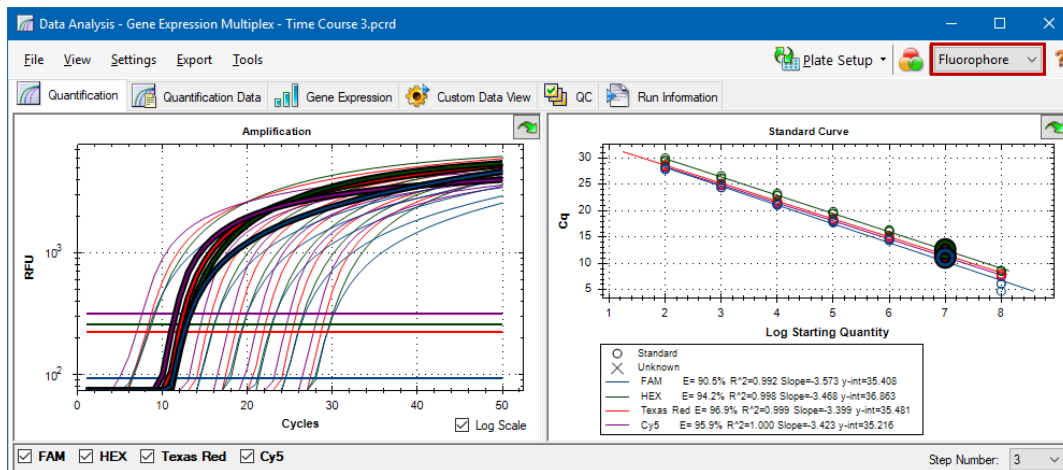 Data Analysis - Gene Expression Multiplex - Time Course 3.pcrd
File View Settings Export Tools
Plate Setup
Fluorophore
?
Quantification
Quantification Data
Gene Expression
Custom Data View
QC
Run Information
Amplification
RFU
10^3
10^2
0 10 20 30 40 50
Cycles
Log Scale
Standard Curve
Cq
30
25
20
15
10
5
1 2 3 4 5 6 7 8
Log Starting Quantity
Standard
Unknown
FAM E= 90.5% R^2=0.992 Slope=-3.573 y-int=35.408
HEX E= 94.2% R^2=0.998 Slope=-3.468 y-int=36.863
Texas Red E= 96.9% R^2=0.999 Slope=-3.399 y-int=35.481
Cy5 E= 95.9% R^2=1.000 Slope=-3.423 y-int=35.216
FAM HEX Texas Red Cy5
Step Number: 3